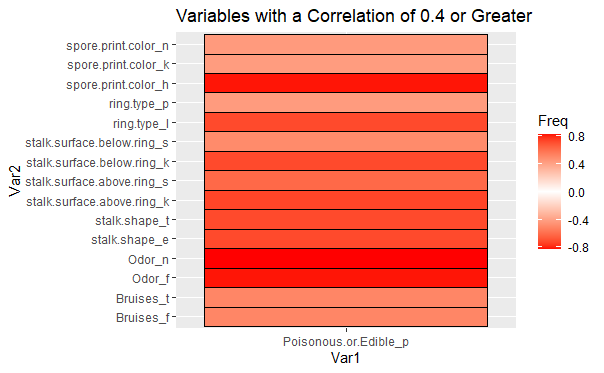 Variables with a Correlation of 0.4 or Greater
spore.print.color_n
spore.print.color_k
spore.print.color_h
ring.type_p
ring.type_l
stalk.surface.below.ring_s
stalk.surface.below.ring_k
stalk.surface.above.ring_s
stalk.surface.above.ring_k
stalk.shape_t
stalk.shape_e
Odor_n
Odor_f
Bruises_t
Bruises_f
Var2
Poisonous.or.Edible_p
Var1
Freq
0.8
0.4
0.0
-0.4
-0.8